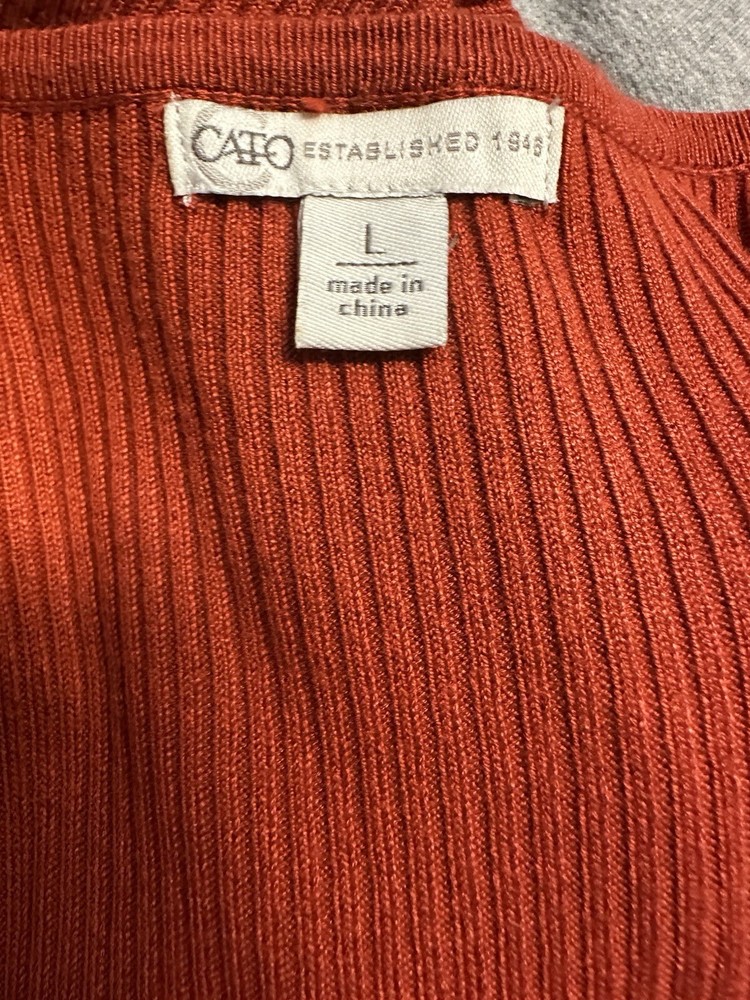 CATO ESTABLISHED 1946
L
made in
china